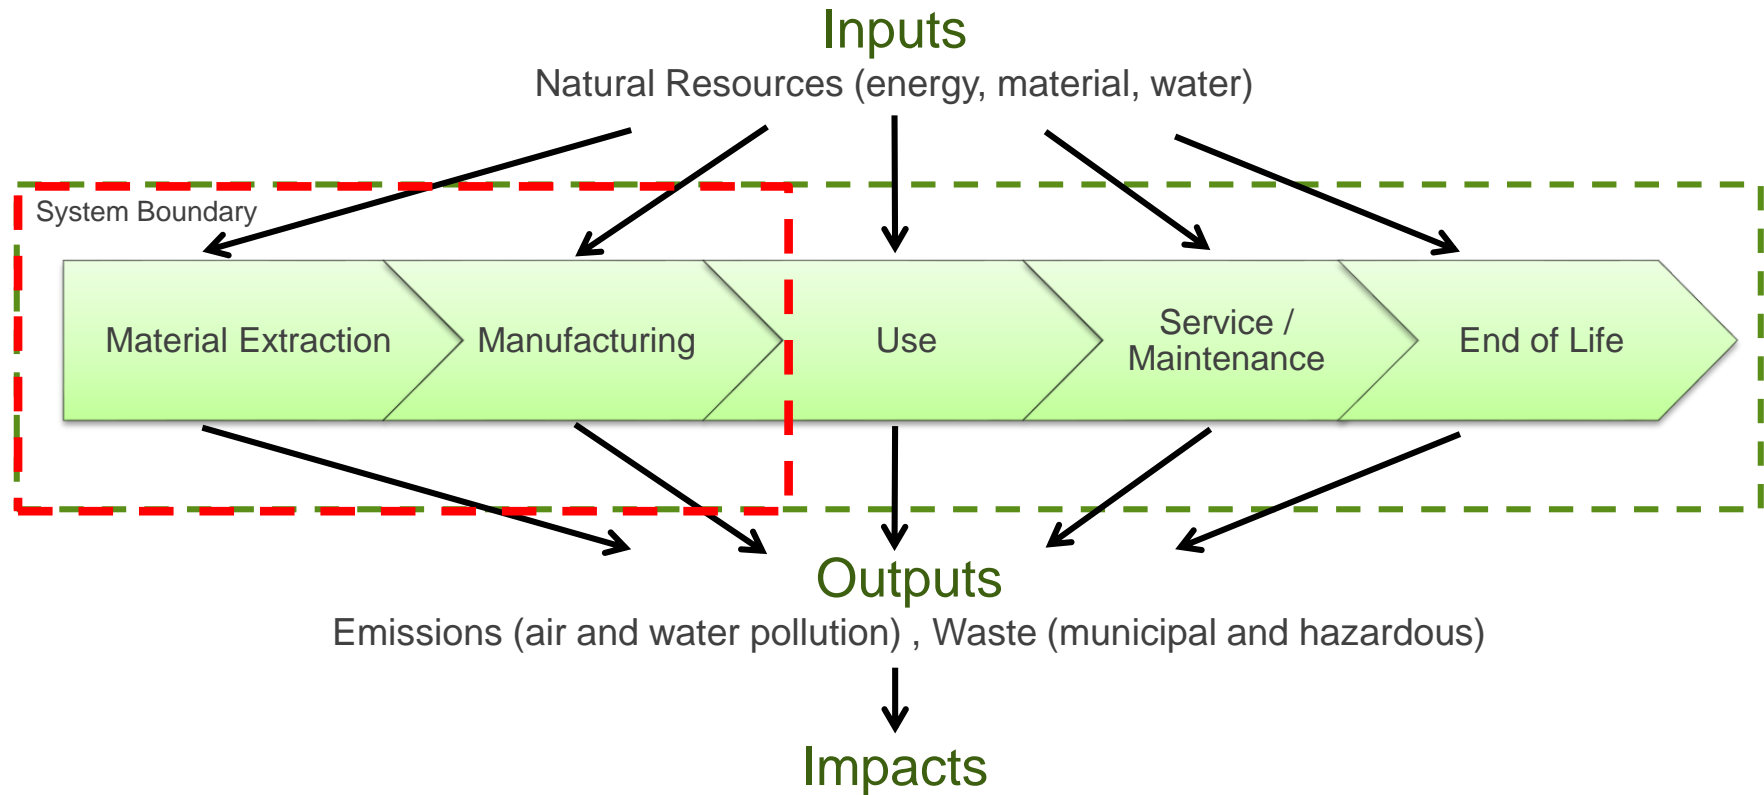 Inputs
Natural Resources (energy, material, water)
System Boundary
Material Extraction
Manufacturing
Use
Service /
Maintenance
End of Life
Outputs
Emissions (air and water pollution) , Waste (municipal and hazardous)
Impacts